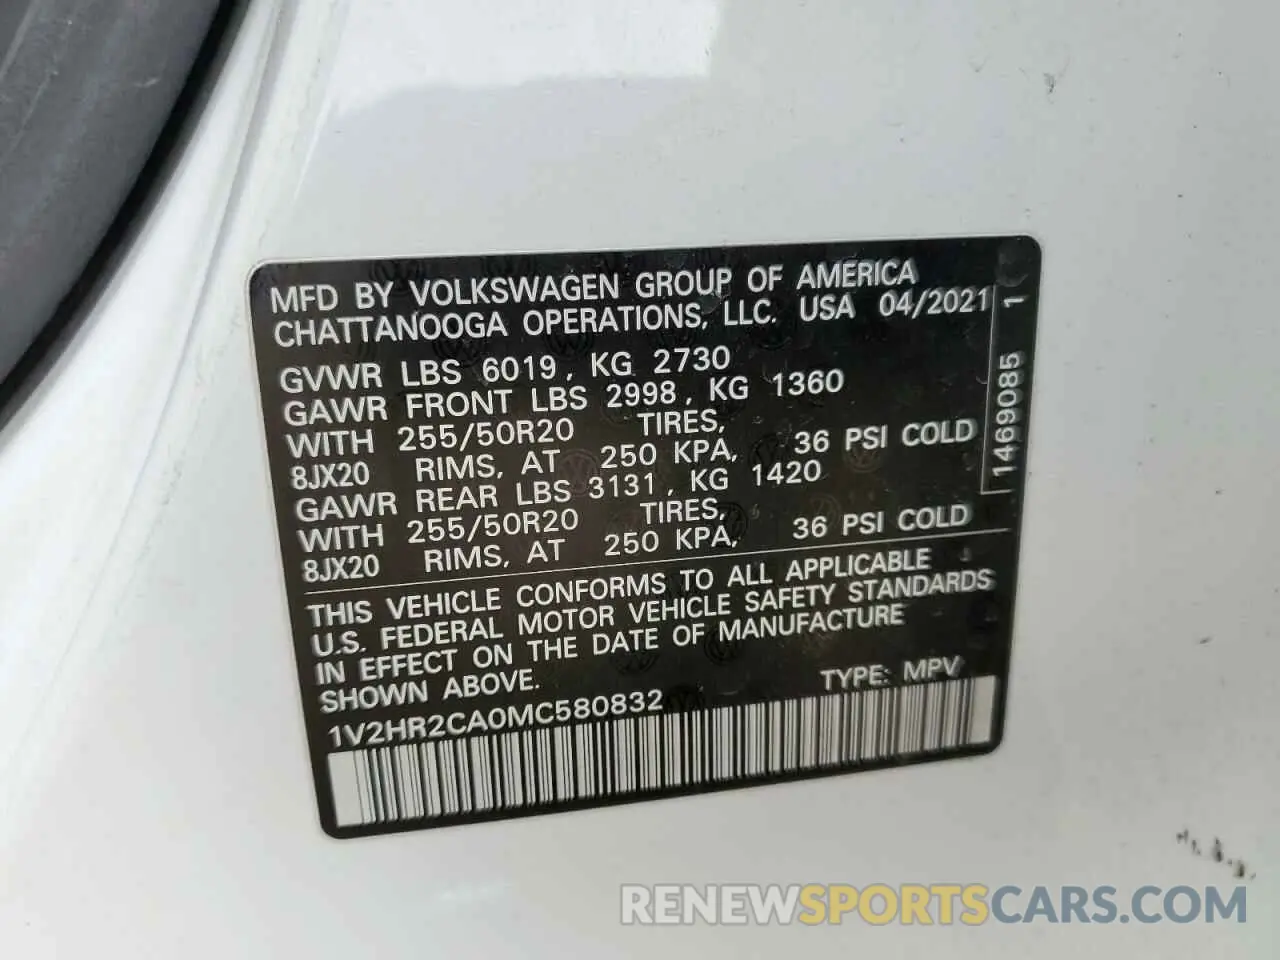 MFD BY VOLKSWAGEN GROUP OF AMERICA
CHATTANOOGA OPERATIONS, LLC, USA 04/2021 1
GVWR LBS 6019, KG 2730
GAWR FRONT LBS 2998, KG 1360
WITH 255/50R20 TIRES,
8JX20 RIMS, AT 250 KPA, 36 PSI COLD
GAWR REAR LBS 3131, KG 1420
WITH 255/50R20 TIRES,
8JX20 RIMS, AT 250 KPA, 36 PSI COLD
1469085
THIS VEHICLE CONFORMS TO ALL APPLICABLE
U.S. FEDERAL MOTOR VEHICLE SAFETY STANDARDS
IN EFFECT ON THE DATE OF MANUFACTURE
SHOWN ABOVE.
TYPE: MPV
1V2HR2CA0MC580832
RENEWSPORTSCARS.COM